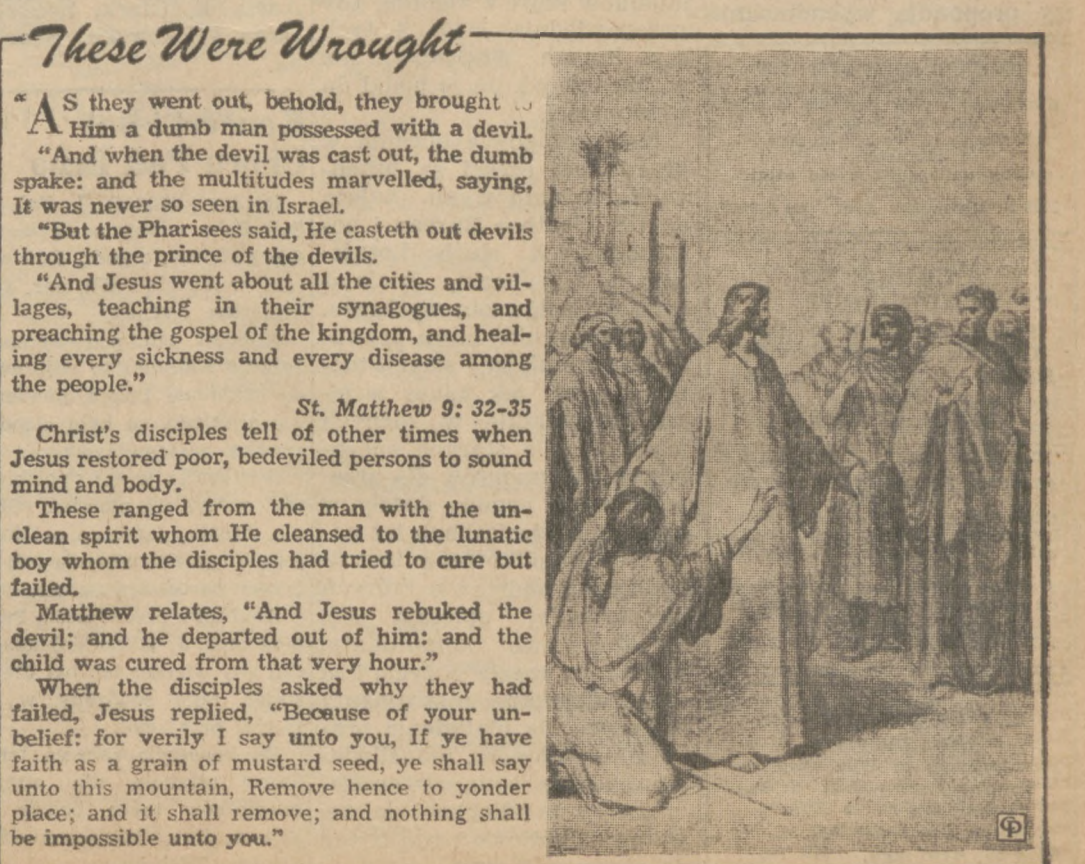 These Were Wrought
"AS they went out, behold, they brought
Him a dumb man possessed with a devil.
"And when the devil was cast out, the dumb
spake: and the multitudes marvelled, saying,
It was never so seen in Israel.
"But the Pharisees said, He casteth out devils
through the prince of the devils.
"And Jesus went about all the cities and vil-
lages, teaching in their synagogues, and
preaching the gospel of the kingdom, and heal-
ing every sickness and every disease among
the people."
St. Matthew 9: 32-35
Christ's disciples tell of other times when
Jesus restored poor, bedeviled persons to sound
mind and body.
These ranged from the man with the un-
clean spirit whom He cleansed to the lunatic
boy whom the disciples had tried to cure but
failed.
Matthew relates, "And Jesus rebuked the
devil; and he departed out of him: and the
child was cured from that very hour."
When the disciples asked why they had
failed, Jesus replied, "Because of your un-
belief: for verily I say unto you, If ye have
faith as a grain of mustard seed, ye shall say
unto this mountain, Remove hence to yonder
place; and it shall remove; and nothing shall
be impossible unto you."